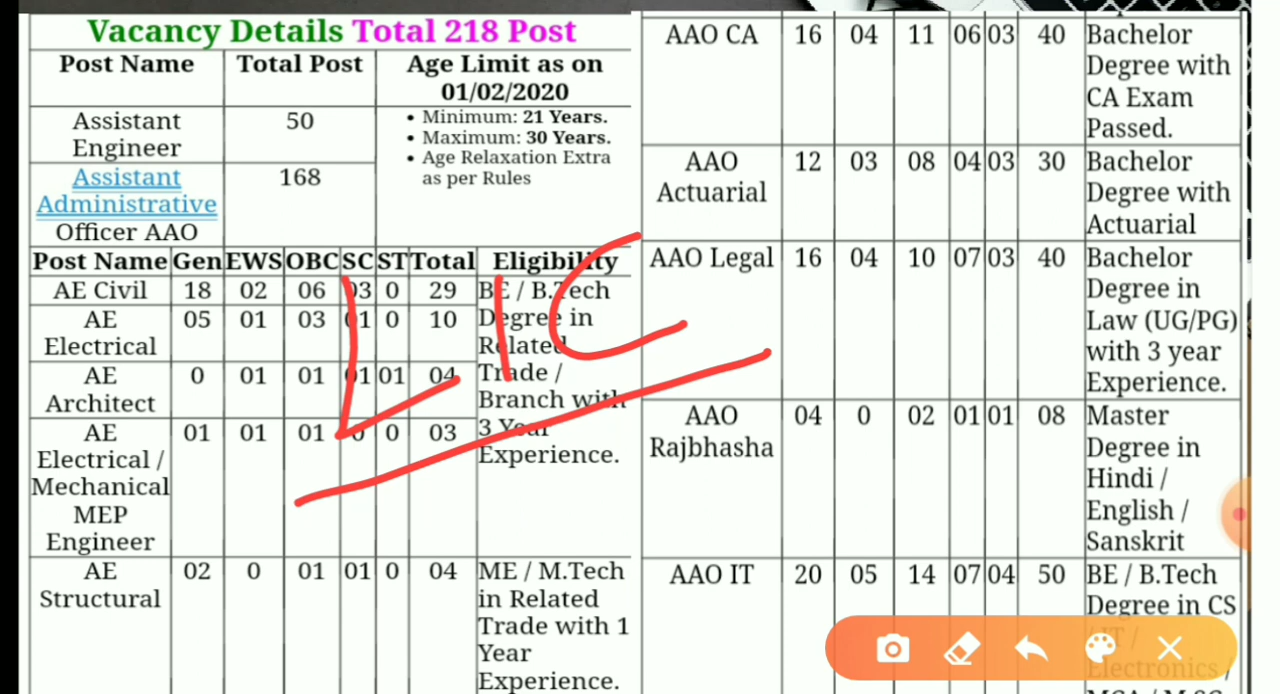 Vacancy Details Total 218 Post
Post Name Total Post Age Limit as on
01/02/2020
Assistant
Engineer
50
• Minimum: 21 Years.
• Maximum: 30 Years.
• Age Relaxation Extra
as per Rules
Assistant
Administrative
Officer AAO
168
Post Name Gen EWS OBC SC ST Total Eligibility
AE Civil 18 02 06 03 0 29
AE
Electrical
05 01 03 01 0 10
AE
Architect
0 01 01 01 01 04
AE
Electrical /
Mechanical
MEP
Engineer
01 01 01 0 0 03
BE / B.Tech
Degree in
Related
Trade /
Branch with
3 Year
Experience.
AE
Structural
02 0 01 01 0 04
ME / M.Tech
in Related
Trade with 1
Year
Experience.
LIC
AAO CA 16 04 11 06 03 40
Bachelor
Degree with
CA Exam
Passed.
AAO
Actuarial
12 03 08 04 03 30
Bachelor
Degree with
Actuarial
AAO Legal 16 04 10 07 03 40
Bachelor
Degree in
Law (UG/PG)
with 3 year
Experience.
AAO
Rajbhasha
04 0 02 01 01 08
Master
Degree in
Hindi /
English /
Sanskrit
AAO IT 20 05 14 07 04 50
BE / B.Tech
Degree in CS
/ IT /
Electronics /